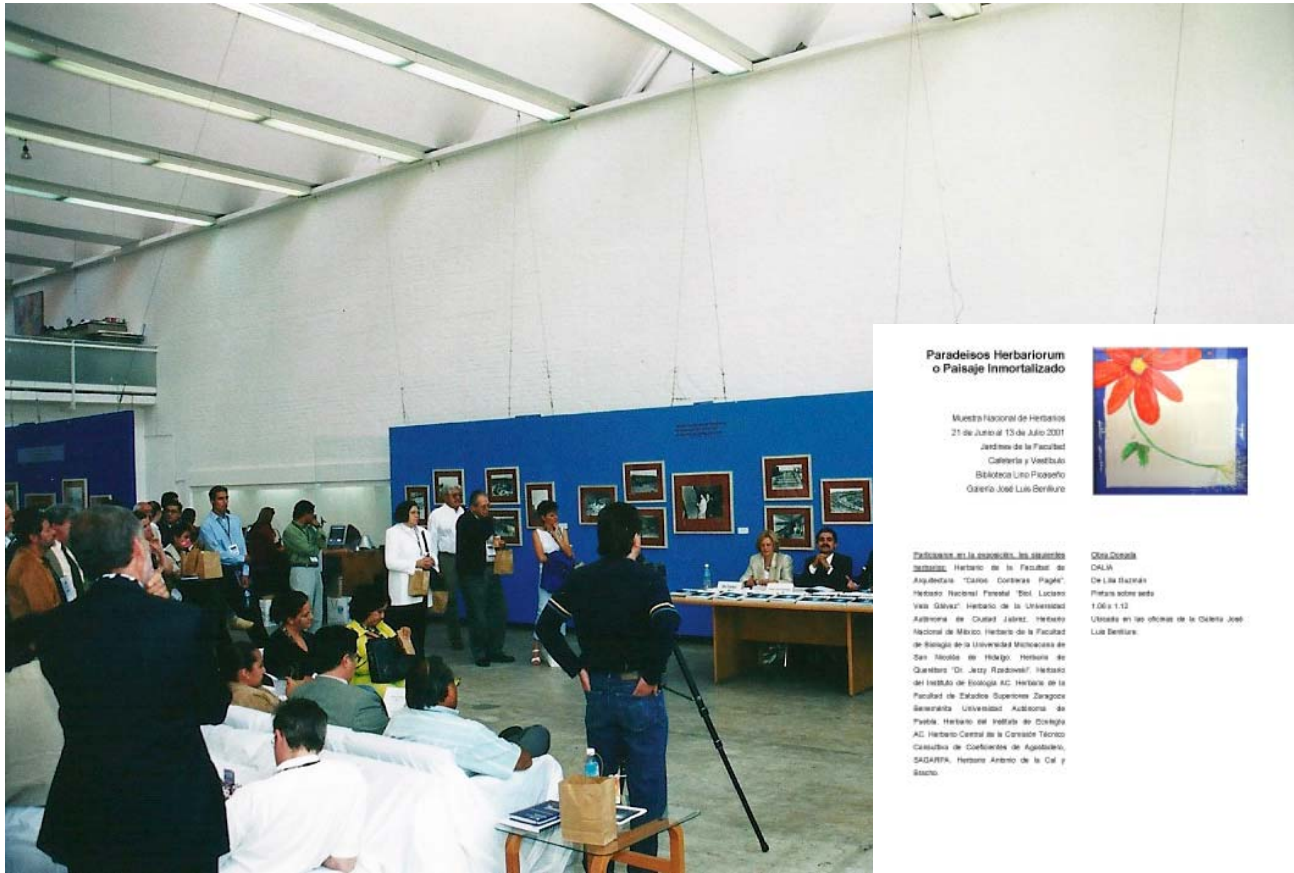 Paradeisos Herbariorum
o Paisaje Inmortalizado
Muestra Nacional de Herbarios
21 de Junio al 13 de Julio 2001
Jardines de la Facultad
Cafetería y Vestíbulo
Biblioteca Lino Picaseño
Galería José Luis Benlliure
Participaron en la exposición, los siguientes
herbarios: Herbario de la Facultad de
Arquitectura "Carlos Contreras Pagés".
Herbario Nacional Forestal "Biol. Luciano
Vela Gálvez". Herbario de la Universidad
Autónoma de Ciudad Juárez. Herbario
Nacional de México. Herbario de la Facultad
de Biología de la Universidad Michoacana de
San Nicolás de Hidalgo. Herbario de
Querétaro "Dr. Jerzy Rzedowski". Herbario
del Instituto de Ecología AC. Herbario de la
Facultad de Estudios Superiores Zaragoza
Benemérita Universidad Autónoma de
Puebla. Herbario del Instituto de Ecología
AC. Herbario Central de la Comisión Técnico
Consultiva de Coeficientes de Agostadero,
SAGARPA. Herbario Antonio de la Cal y
Bracho.
Obra Donada
DALIA
De Lilia Guzmán
Pintura sobre seda
1.06 x 1.12
Ubicada en las oficinas de la Galería José
Luis Benlliure.